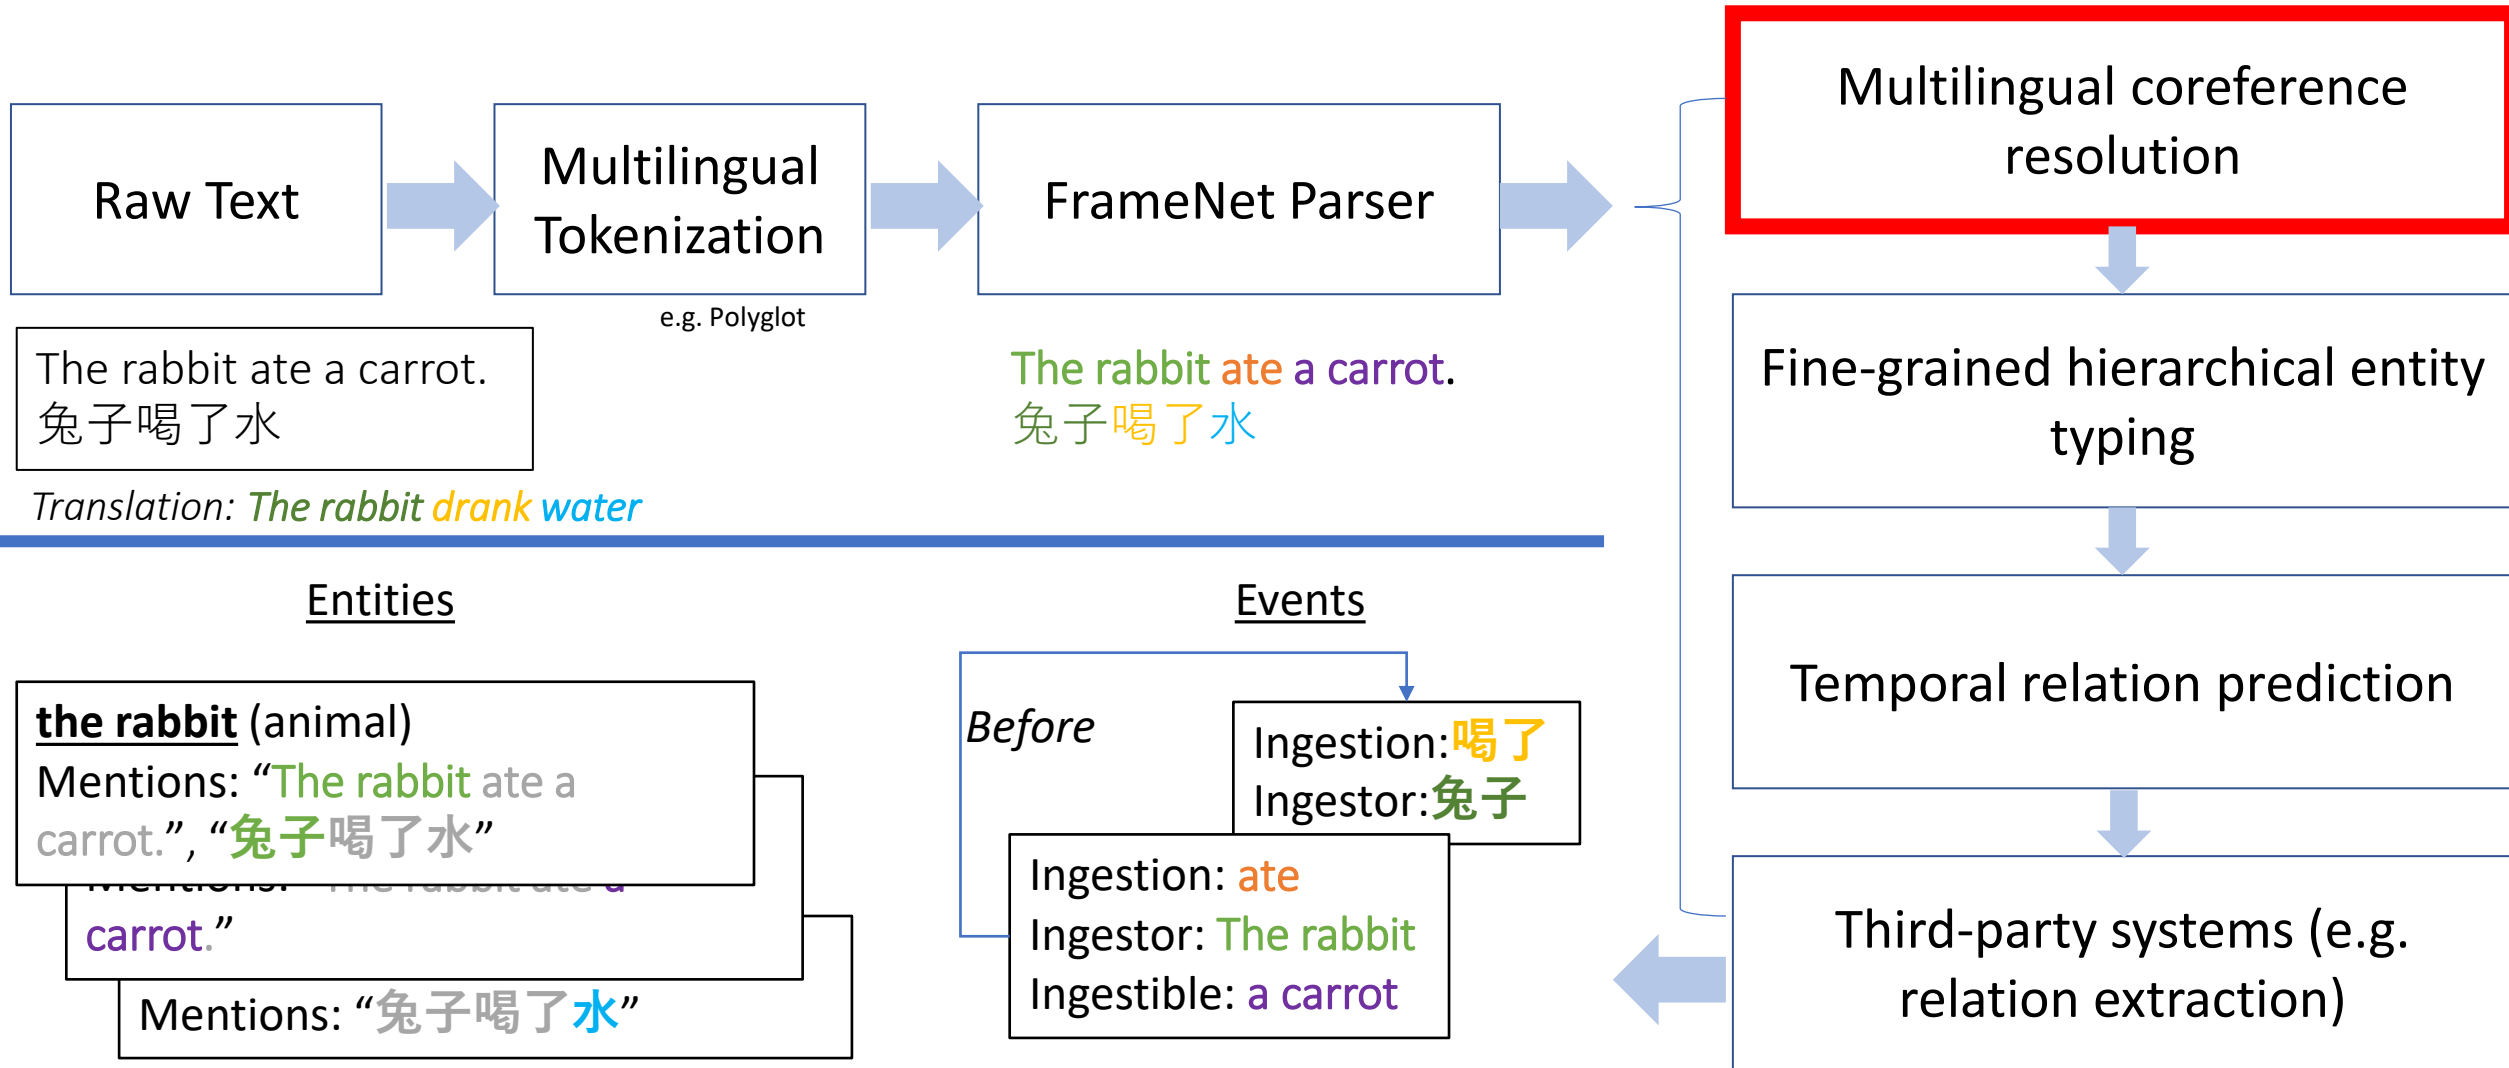 Raw Text
Multilingual
Tokenization
e.g. Polyglot
FrameNet Parser
The rabbit ate a carrot.
兔子喝了水
Translation: The rabbit drank water
The rabbit ate a carrot.
兔子喝了水
Multilingual coreference
resolution
Fine-grained hierarchical entity
typing
Temporal relation prediction
Third-party systems (e.g.
relation extraction)
Entities
the rabbit (animal)
Mentions: “The rabbit ate a
carrot.”, “兔子喝了水”
Mentions: “The rabbit ate a
carrot.”
Mentions: “兔子喝了水”
Events
Before
Ingestion:喝了
Ingestor:兔子
Ingestion: ate
Ingestor: The rabbit
Ingestible: a carrot